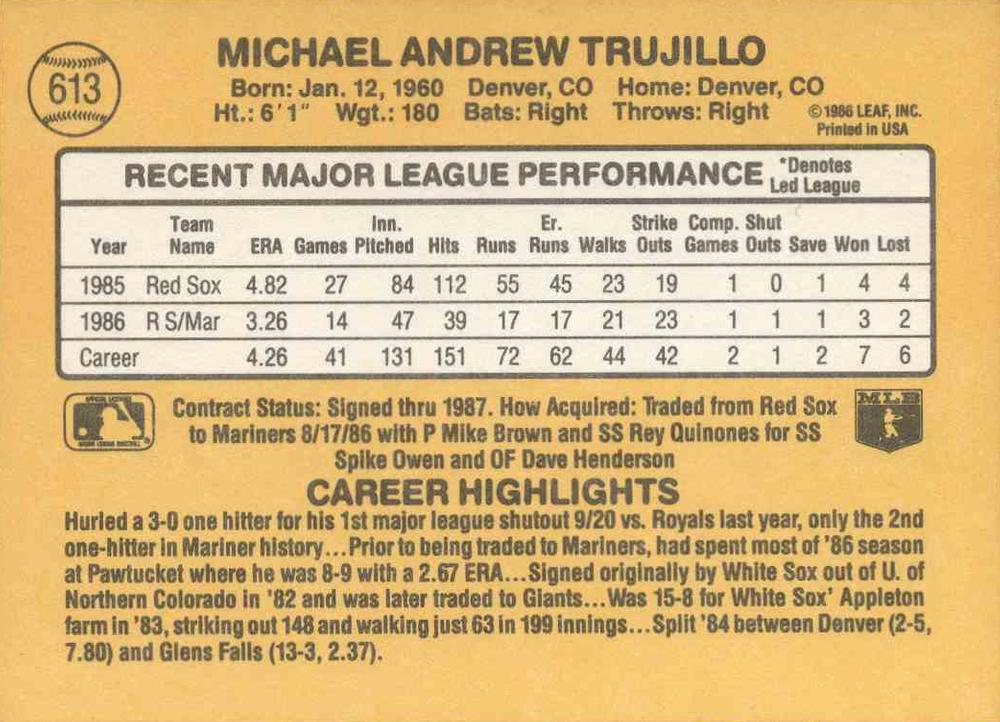 613
MICHAEL ANDREW TRUJILLO
Born: Jan. 12, 1960 Denver, CO Home: Denver, CO
Ht.: 6'1" Wgt.: 180 Bats: Right Throws: Right
©1986 LEAF, INC.
Printed in USA
RECENT MAJOR LEAGUE PERFORMANCE *Denotes
Led League
Team Inn. Er. Strike Comp. Shut
Year Name ERA Games Pitched Hits Runs Runs Walks Outs Games Outs Save Won Lost
1985 Red Sox 4.82 27 84 112 55 45 23 19 1 0 1 4 4
1986 R S/Mar 3.26 14 47 39 17 17 21 23 1 1 1 3 2
Career 4.26 41 131 151 72 62 44 42 2 1 2 7 6
Contract Status: Signed thru 1987. How Acquired: Traded from Red Sox
to Mariners 8/17/86 with P Mike Brown and SS Rey Quinones for SS
Spike Owen and OF Dave Henderson
MLB
CAREER HIGHLIGHTS
Hurled a 3-0 one hitter for his 1st major league shutout 9/20 vs. Royals last year, only the 2nd
one-hitter in Mariner history...Prior to being traded to Mariners, had spent most of '86 season
at Pawtucket where he was 8-9 with a 2.67 ERA...Signed originally by White Sox out of U. of
Northern Colorado in '82 and was later traded to Giants...Was 15-8 for White Sox' Appleton
farm in '83, striking out 148 and walking just 63 in 199 innings...Split '84 between Denver (2-5,
7.80) and Glens Falls (13-3, 2.37).